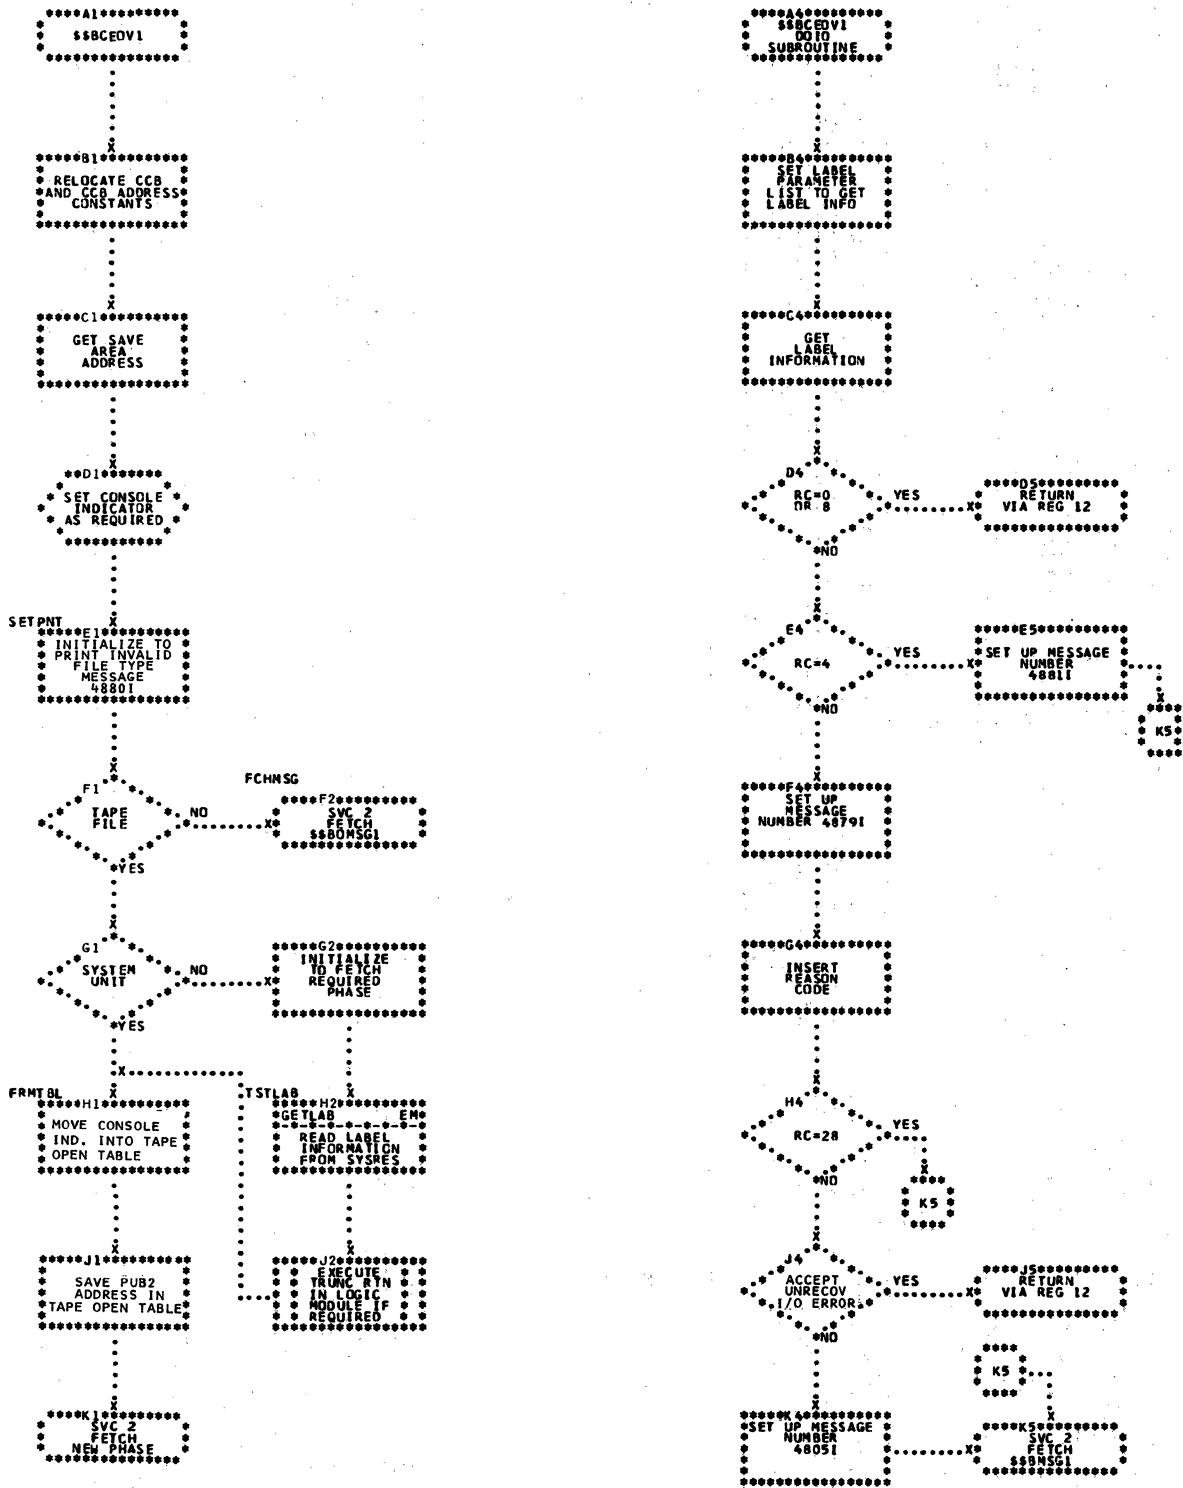 A1
$$BCEOV1
B1
RELOCATE CCB
AND CCB ADDRESS
CONSTANTS
C1
GET SAVE
AREA
ADDRESS
D1
SET CONSOLE
INDICATOR
AS REQUIRED
SETPNT
E1
INITIALIZE TO
PRINT INVALID
FILE TYPE
MESSAGE
4880I
F1
TAPE
FILE
NO
YES
FCHMSG
F2
SVC 2
FETCH
$$BOMSG1
G1
SYSTEM
UNIT
NO
YES
G2
INITIALIZE
TO FETCH
REQUIRED
PHASE
FRMTBL
H1
MOVE CONSOLE
IND. INTO TAPE
OPEN TABLE
TSTLAB
H2
GETLAB EM
READ LABEL
INFORMATION
FROM SYSRES
J1
SAVE PUB2
ADDRESS IN
TAPE OPEN TABLE
J2
EXECUTE
TRUNC RTN
IN LOGIC
MODULE IF
REQUIRED
K1
SVC 2
FETCH
NEW PHASE
A4
$$BCEOV1
DOIO
SUBROUTINE
B4
SET LABEL
PARAMETER
LIST TO GET
LABEL INFO
C4
GET
LABEL
INFORMATION
D4
RC=0
OR 8
YES
NO
D5
RETURN
VIA REG 12
E4
RC=4
YES
NO
E5
SET UP MESSAGE
NUMBER
4881I
K5
F4
SET UP
MESSAGE
NUMBER 4879I
G4
INSERT
REASON
CODE
H4
RC=28
YES
NO
K5
J4
ACCEPT
UNRECOV
I/O ERROR
YES
NO
J5
RETURN
VIA REG 12
K5
K4
SET UP MESSAGE
NUMBER
4805I
K5
SVC 2
FETCH
$$BMSG1